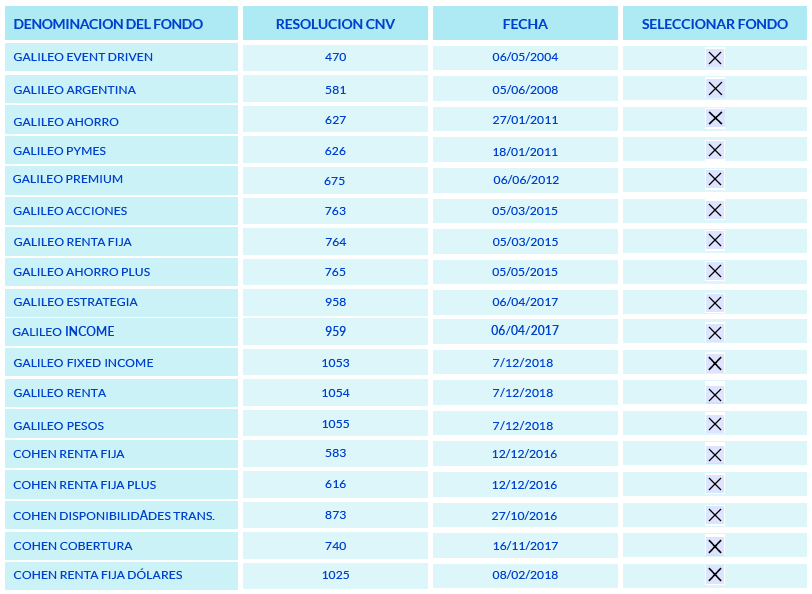 DENOMINACION DEL FONDO RESOLUCION CNV FECHA SELECCIONAR FONDO
GALILEO EVENT DRIVEN 470 06/05/2004
GALILEO ARGENTINA 581 05/06/2008
GALILEO AHORRO 627 27/01/2011
GALILEO PYMES 626 18/01/2011
GALILEO PREMIUM 675 06/06/2012
GALILEO ACCIONES 763 05/03/2015
GALILEO RENTA FIJA 764 05/03/2015
GALILEO AHORRO PLUS 765 05/05/2015
GALILEO ESTRATEGIA 958 06/04/2017
GALILEO INCOME 959 06/04/2017
GALILEO FIXED INCOME 1053 7/12/2018
GALILEO RENTA 1054 7/12/2018
GALILEO PESOS 1055 7/12/2018
COHEN RENTA FIJA 583 12/12/2016
COHEN RENTA FIJA PLUS 616 12/12/2016
COHEN DISPONIBILIDADES TRANS. 873 27/10/2016
COHEN COBERTURA 740 16/11/2017
COHEN RENTA FIJA DÓLARES 1025 08/02/2018